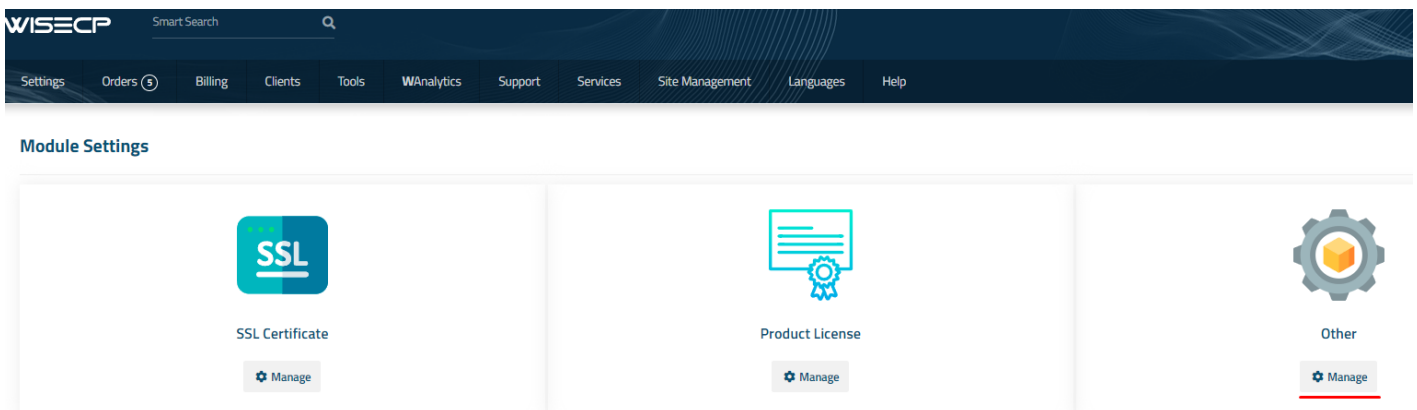 WISECP Smart Search
Settings Orders 5 Billing Clients Tools WAnalytics Support Services Site Management Languages Help
Module Settings
SSL
SSL Certificate Product License Other
Manage Manage Manage